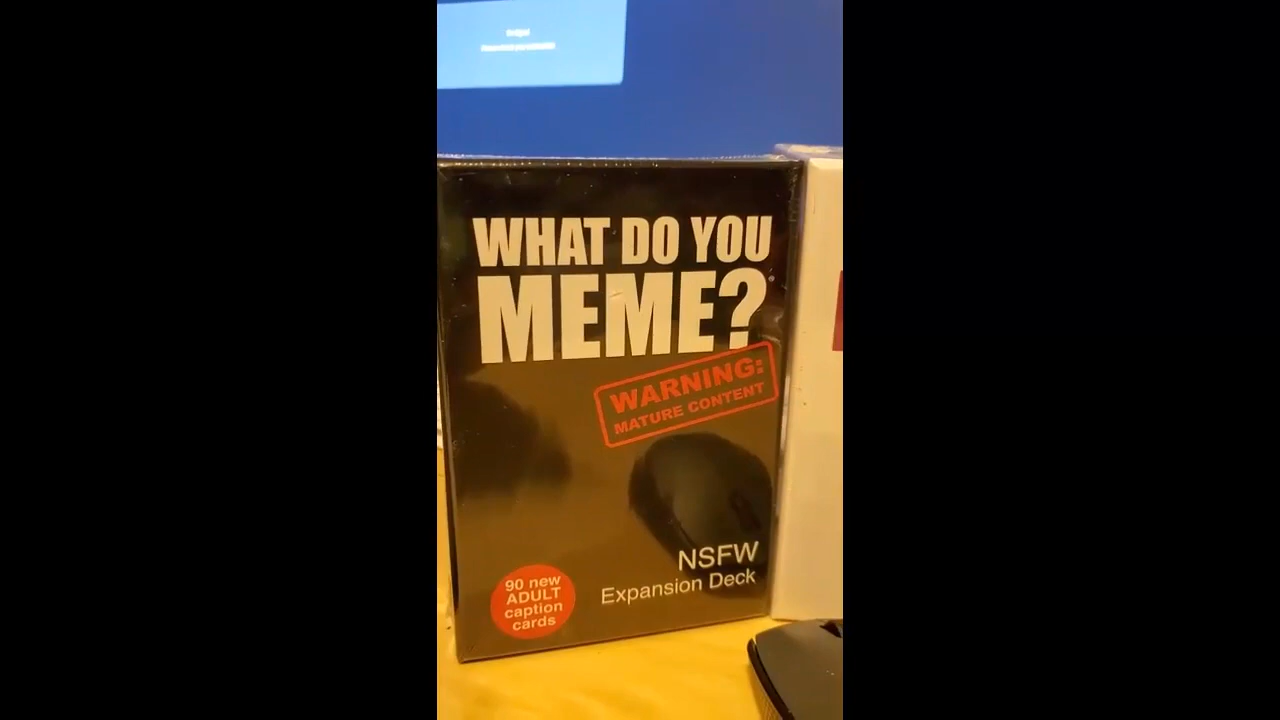 WHAT DO YOU
MEME?
WARNING:
MATURE CONTENT
NSFW
Expansion Deck
90 new
ADULT
caption
cards